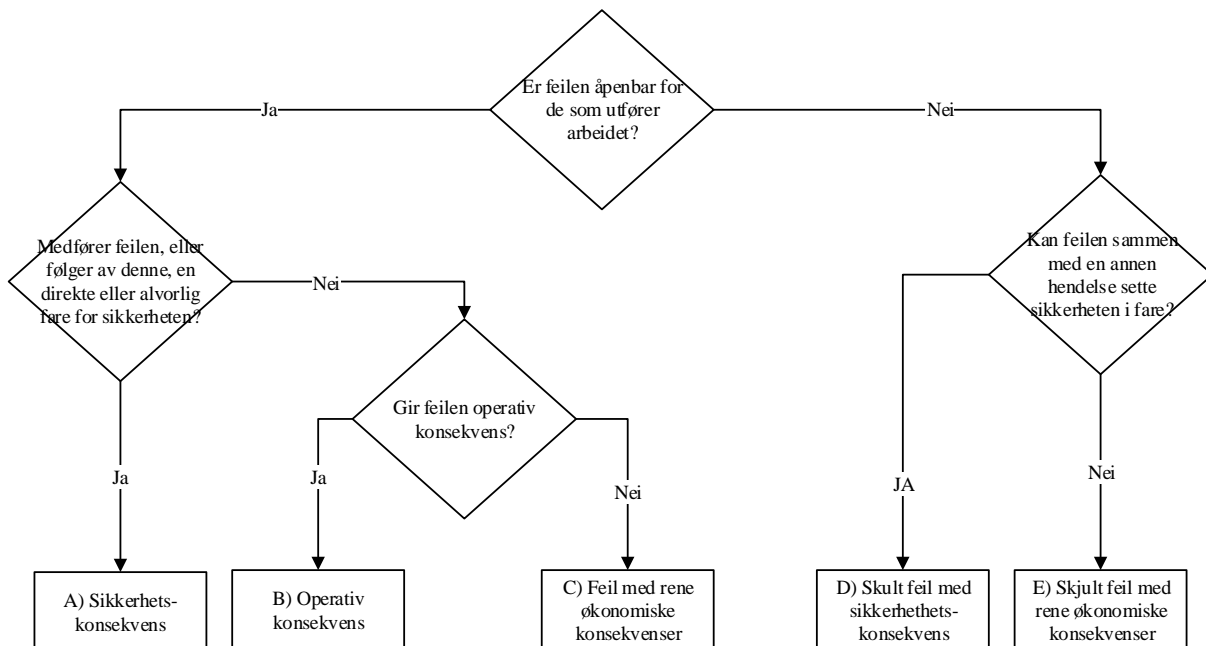 Er feilen åpenbar for
de som utfører
arbeidet?
Ja
Nei
Medfører feilen, eller
følger av denne, en
direkte eller alvorlig
fare for sikkerheten?
Nei
Kan feilen sammen
med en annen
hendelse sette
sikkerheten i fare?
Gir feilen operativ
konsekvens?
Ja
Ja
Nei
JA
Nei
A) Sikkerhets-
konsekvens
B) Operativ
konsekvens
C) Feil med rene
økonomiske
konsekvenser
D) Skult feil med
sikkerhethets-
konsekvens
E) Skjult feil med
rene økonomiske
konsekvenser